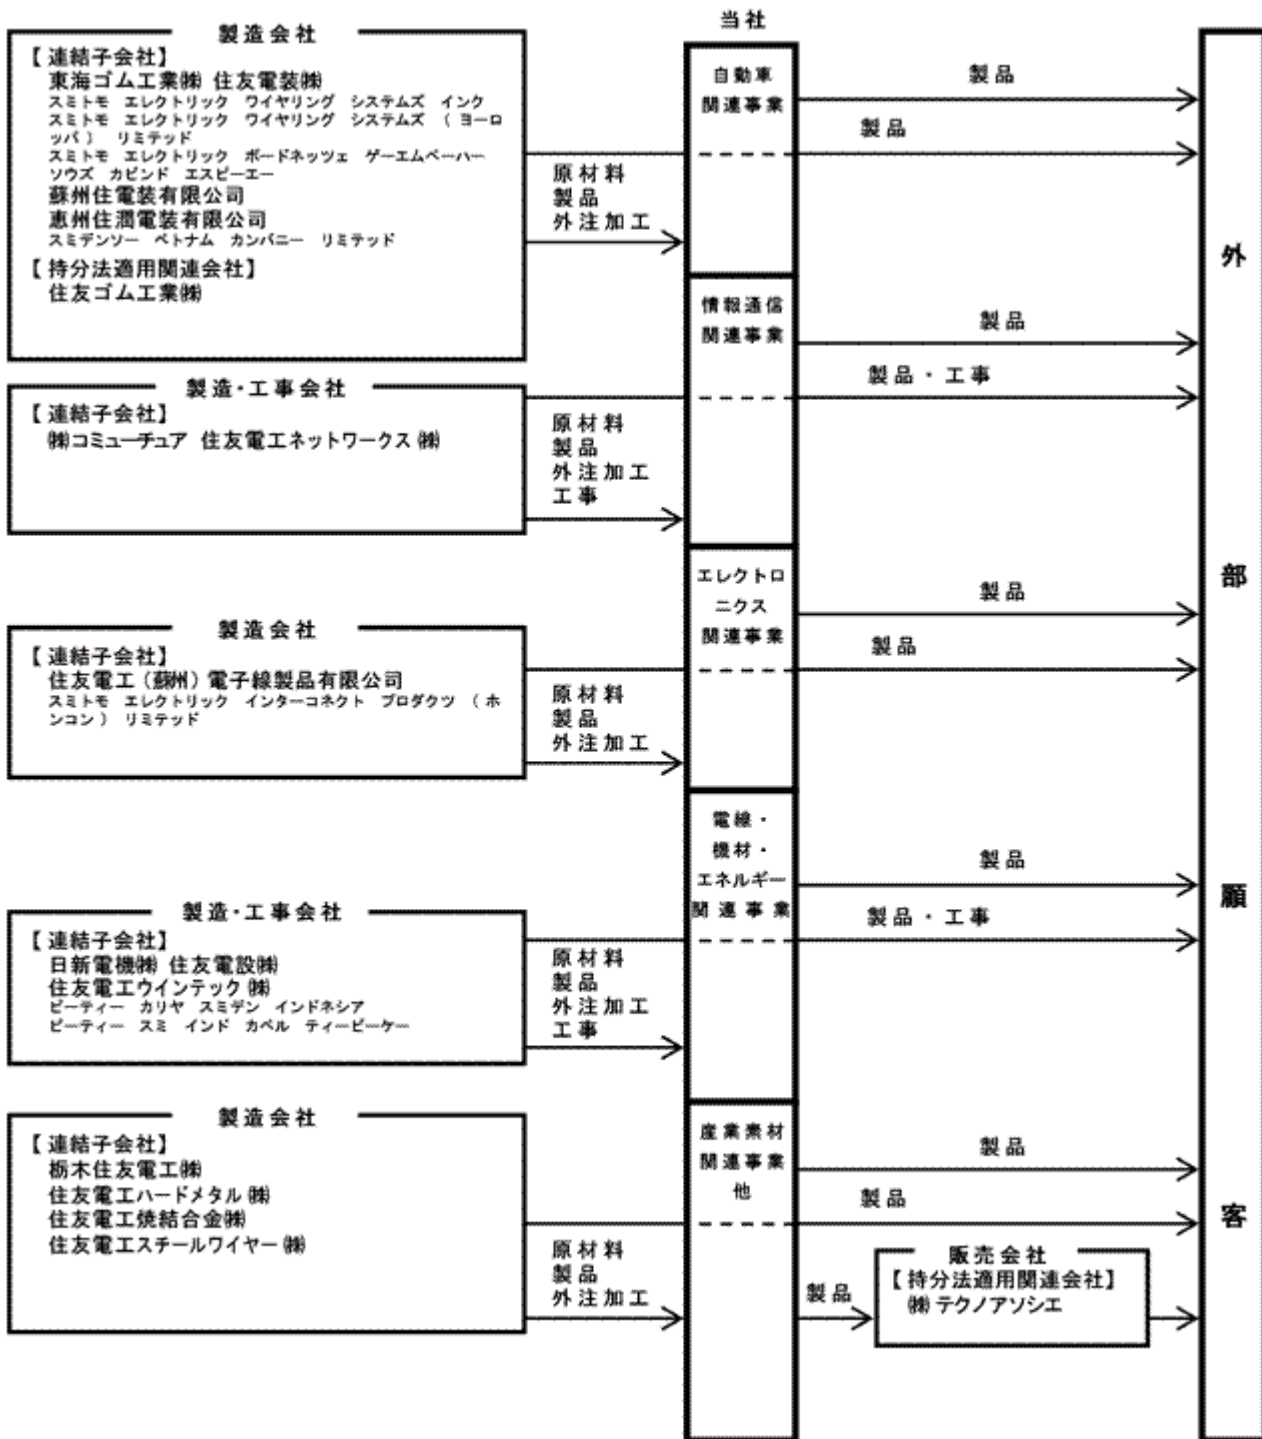 当社
製造会社
【連結子会社】
東海ゴム工業㈱ 住友電装㈱
スミトモ エレクトリック ワイヤリング システムズ インク
スミトモ エレクトリック ワイヤリング システムズ （ヨーロ
ッパ） リミテッド
スミトモ エレクトリック ボードネッツェ ゲーエムベーハー
ソウズ カビンド エスピーエー
蘇州住電装有限公司
恵州住潤電装有限公司
スミデンソー ベトナム カンパニー リミテッド
【持分法適用関連会社】
住友ゴム工業㈱
原材料
製品
外注加工
自動車
関連事業
製品
製品
製造・工事会社
【連結子会社】
㈱コミューチュア 住友電工ネットワークス㈱
原材料
製品
外注加工
工事
情報通信
関連事業
製品
製品・工事
製造会社
【連結子会社】
住友電工（蘇州）電子線製品有限公司
スミトモ エレクトリック インターコネクト プロダクツ （ホ
ンコン） リミテッド
原材料
製品
外注加工
エレクトロ
ニクス
関連事業
製品
製品
製造・工事会社
【連結子会社】
日新電機㈱ 住友電設㈱
住友電工ウインテック㈱
ピーティー カリヤ スミデン インドネシア
ピーティー スミ インド カベル ティービーケー
原材料
製品
外注加工
工事
電線・
機材・
エネルギー
関連事業
製品
製品・工事
製造会社
【連結子会社】
栃木住友電工㈱
住友電工ハードメタル㈱
住友電工焼結合金㈱
住友電工スチールワイヤー㈱
原材料
製品
外注加工
産業素材
関連事業
他
製品
製品
製品
販売会社
【持分法適用関連会社】
㈱テクノアソシエ
外部顧客